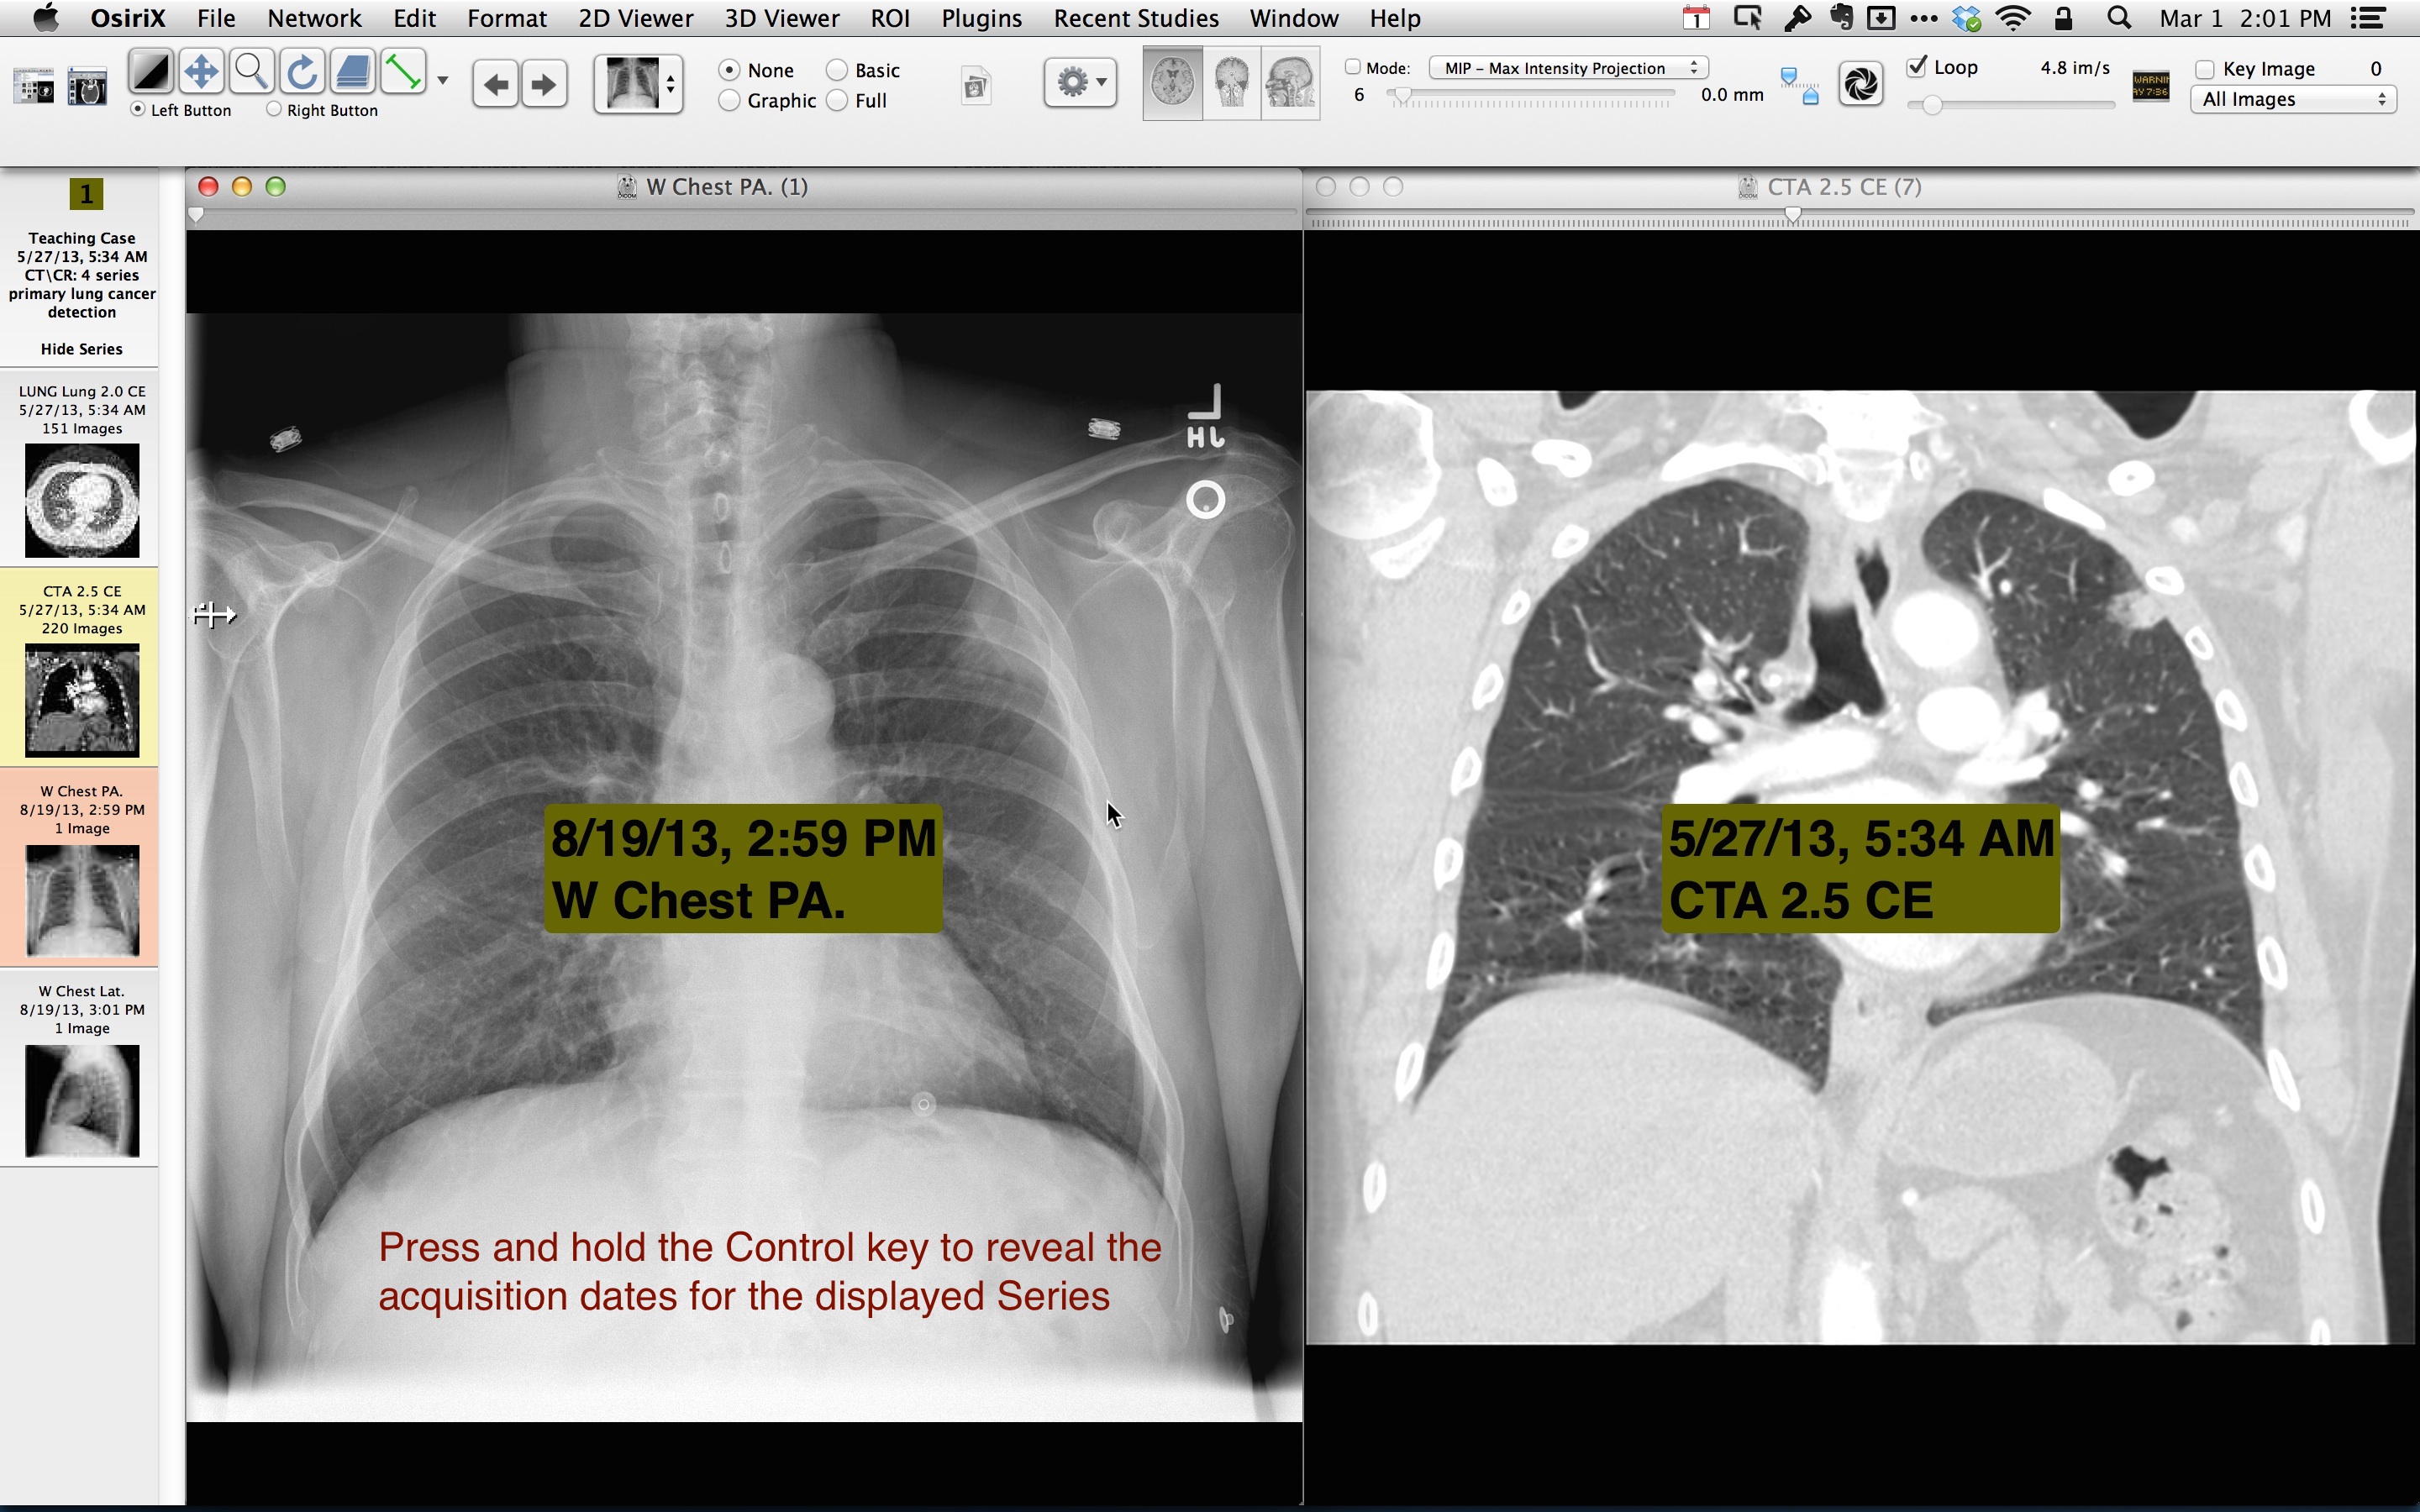 OsiriX File Network Edit Format 2D Viewer 3D Viewer ROI Plugins Recent Studies Window Help 1 Mar 1 2:01 PM
None Basic
Graphic Full
Left Button Right Button
Mode: MIP - Max Intensity Projection
6 0.0 mm
Loop 4.8 im/s
Key Image 0
All Images
1
Teaching Case
5/27/13, 5:34 AM
CT\CR: 4 series
primary lung cancer
detection
Hide Series
LUNG Lung 2.0 CE
5/27/13, 5:34 AM
151 Images
CTA 2.5 CE
5/27/13, 5:34 AM
220 Images
W Chest PA.
8/19/13, 2:59 PM
1 Image
W Chest Lat.
8/19/13, 3:01 PM
1 Image
W Chest PA. (1)
L
HL
8/19/13, 2:59 PM
W Chest PA.
Press and hold the Control key to reveal the
acquisition dates for the displayed Series
CTA 2.5 CE (7)
5/27/13, 5:34 AM
CTA 2.5 CE